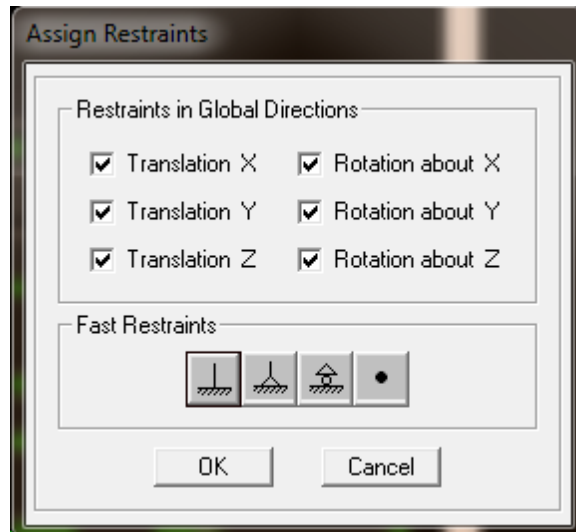 Assign Restraints
Restraints in Global Directions
Translation X Rotation about X
Translation Y Rotation about Y
Translation Z Rotation about Z
Fast Restraints
OK Cancel